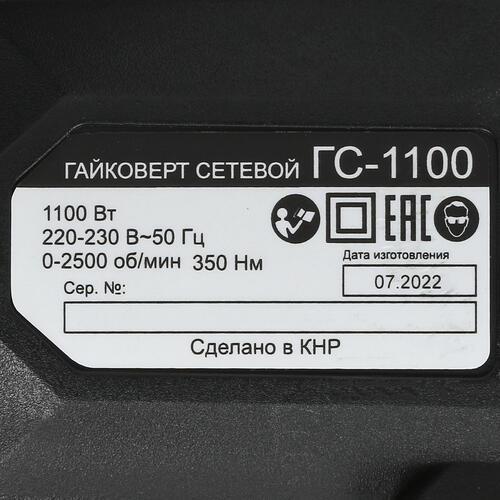 ГАЙКОВЕРТ СЕТЕВОЙ ГС-1100
1100 Вт
220-230 В~50 Гц
0-2500 об/мин 350 Нм
EAC
Дата изготовления
07.2022
Сер. №:
Сделано в КНР